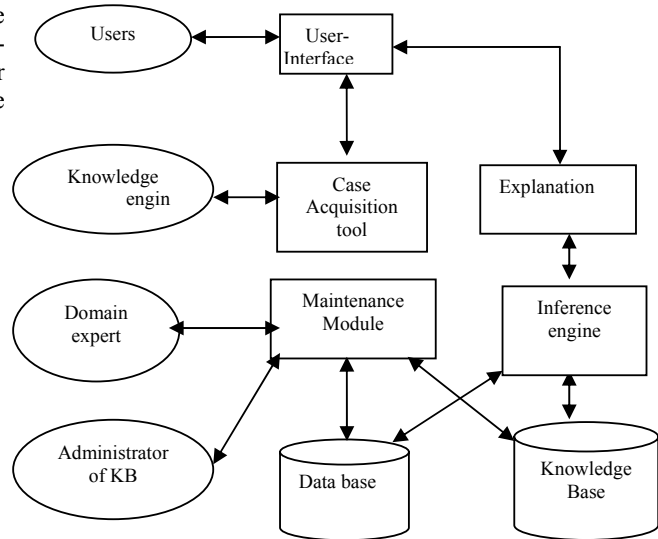 e
-
r
e
Users
User-
Interface
Knowledge
engin
Case
Acquisition
tool
Explanation
Domain
expert
Maintenance
Module
Inference
engine
Administrator
of KB
Data base
Knowledge
Base